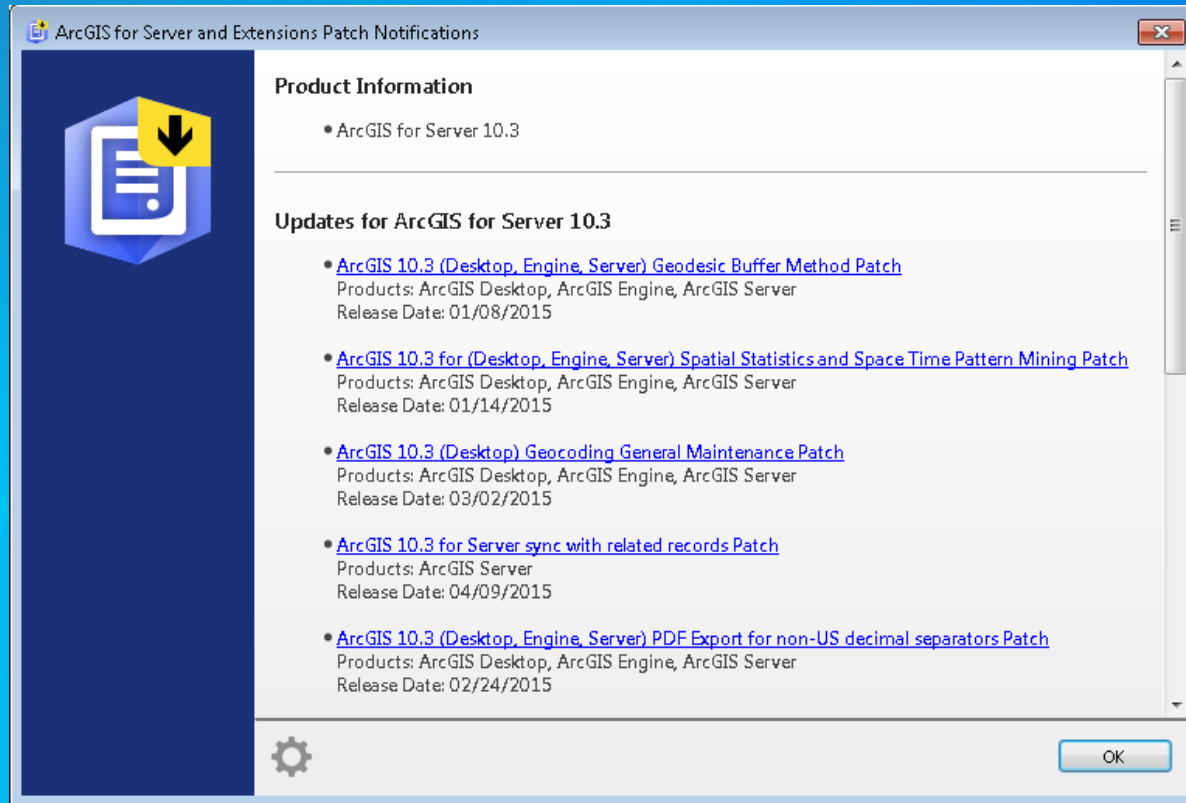 ArcGIS for Server and Extensions Patch Notifications
Product Information
• ArcGIS for Server 10.3
Updates for ArcGIS for Server 10.3
• ArcGIS 10.3 (Desktop, Engine, Server) Geodesic Buffer Method Patch
Products: ArcGIS Desktop, ArcGIS Engine, ArcGIS Server
Release Date: 01/08/2015
• ArcGIS 10.3 for (Desktop, Engine, Server) Spatial Statistics and Space Time Pattern Mining Patch
Products: ArcGIS Desktop, ArcGIS Engine, ArcGIS Server
Release Date: 01/14/2015
• ArcGIS 10.3 (Desktop) Geocoding General Maintenance Patch
Products: ArcGIS Desktop, ArcGIS Engine, ArcGIS Server
Release Date: 03/02/2015
• ArcGIS 10.3 for Server sync with related records Patch
Products: ArcGIS Server
Release Date: 04/09/2015
• ArcGIS 10.3 (Desktop, Engine, Server) PDF Export for non-US decimal separators Patch
Products: ArcGIS Desktop, ArcGIS Engine, ArcGIS Server
Release Date: 02/24/2015
OK